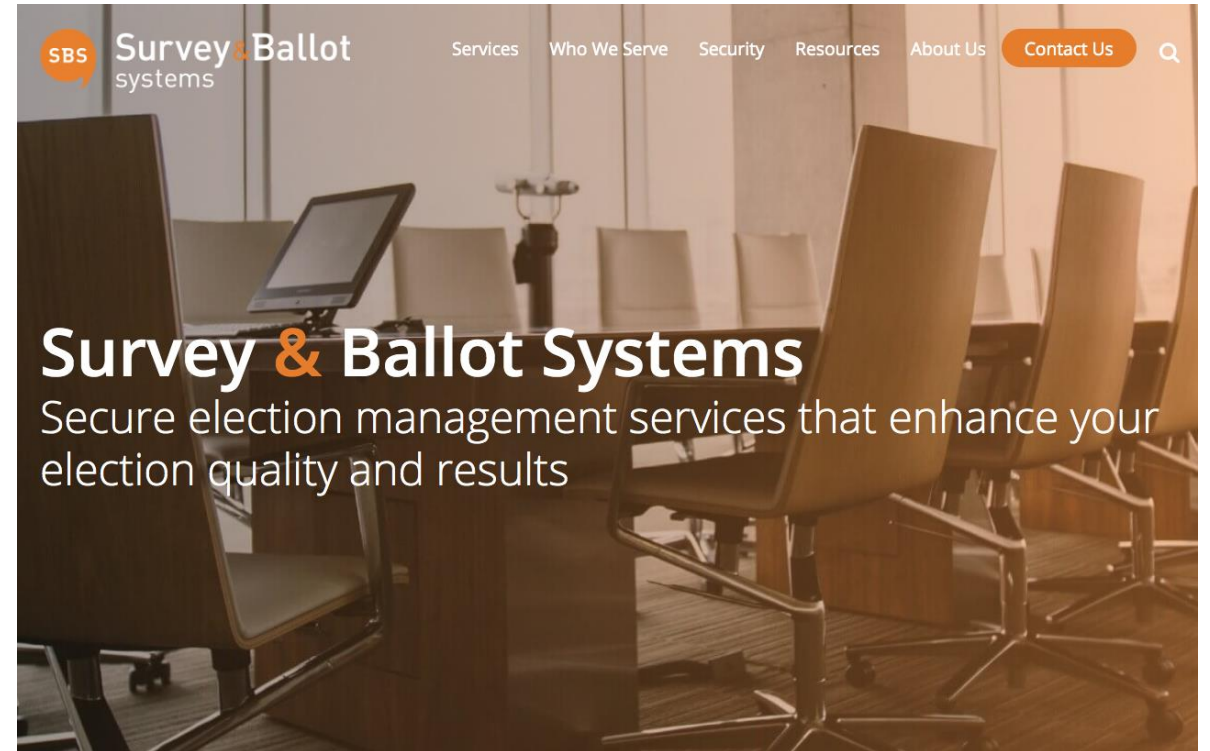 SBS
Survey&Ballot
systems
Services Who We Serve Security Resources About Us Contact Us
Survey & Ballot Systems
Secure election management services that enhance your
election quality and results